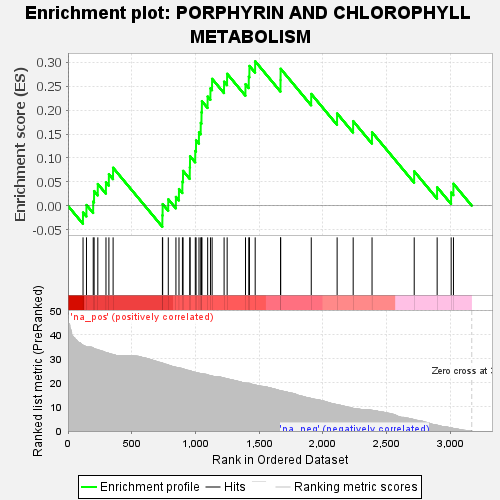 Enrichment plot: PORPHYRIN AND CHLOROPHYLL
METABOLISM
Enrichment score (ES)
0.30
0.25
0.20
0.15
0.10
0.05
0.00
-0.05
'na_pos' (positively correlated)
Ranked list metric (PreRanked)
50
40
30
20
10
0
Zero cross at 3
'na_neg' (negatively correlated)
0
500
1,000
1,500
2,000
2,500
3,000
Rank in Ordered Dataset
Enrichment profile
Hits
Ranking metric scores